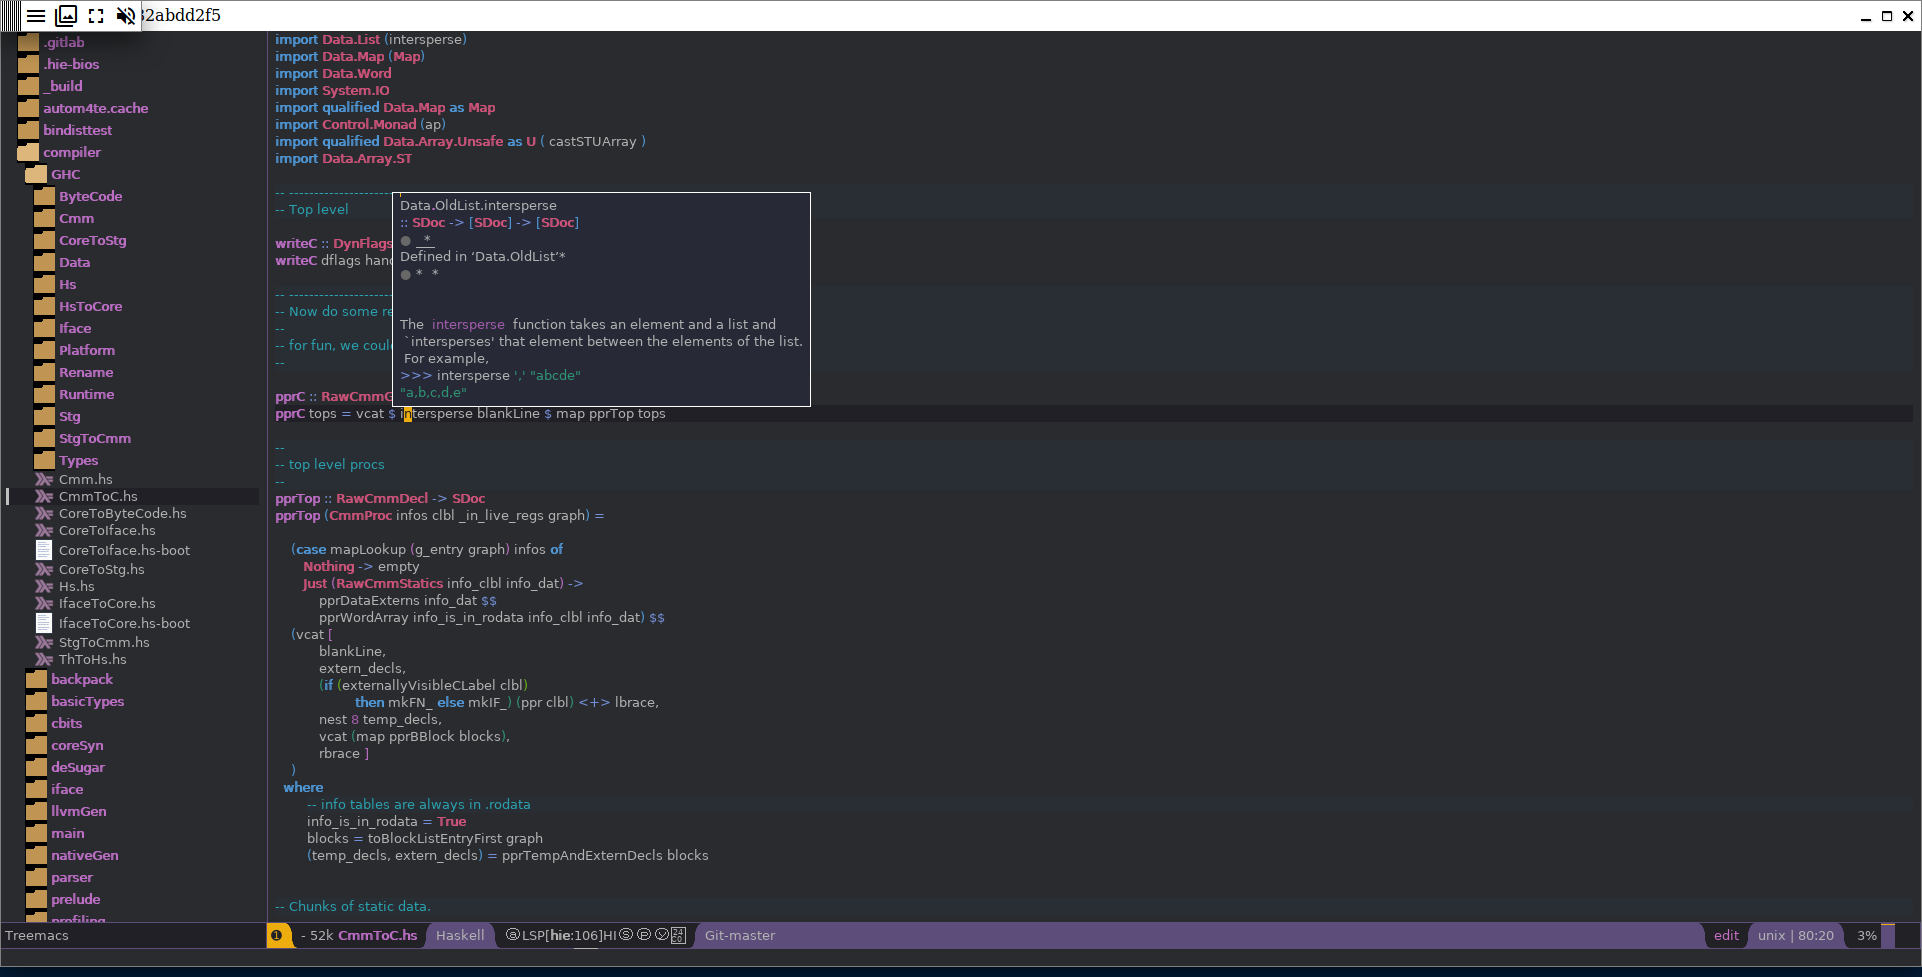 32abdd2f5
.gitlab
.hie-bios
_build
autom4te.cache
bindisttest
compiler
GHC
ByteCode
Cmm
CoreToStg
Data
Hs
HsToCore
Iface
Platform
Rename
Runtime
Stg
StgToCmm
Types
Cmm.hs
CmmToC.hs
CoreToByteCode.hs
CoreToIface.hs
CoreToIface.hs-boot
CoreToStg.hs
Hs.hs
IfaceToCore.hs
IfaceToCore.hs-boot
StgToCmm.hs
ThToHs.hs
backpack
basicTypes
cbits
coreSyn
deSugar
iface
llvmGen
main
nativeGen
parser
prelude
profiling
import Data.List (intersperse)
import Data.Map (Map)
import Data.Word
import System.IO
import qualified Data.Map as Map
import Control.Monad (ap)
import qualified Data.Array.Unsafe as U ( castSTUArray )
import Data.Array.ST
-- ---------------------
-- Top level
writeC :: DynFlags
writeC dflags hand
-- ---------------------
-- Now do some re
--
-- for fun, we coul
--
pprC :: RawCmmG
Data.OldList.intersperse
:: SDoc -> [SDoc] -> [SDoc]
● _*_
Defined in ‘Data.OldList’*
● * *
The intersperse function takes an element and a list and
`intersperses' that element between the elements of the list.
For example,
>>> intersperse ',' "abcde"
"a,b,c,d,e"
pprC tops = vcat $ intersperse blankLine $ map pprTop tops
--
-- top level procs
--
pprTop :: RawCmmDecl -> SDoc
pprTop (CmmProc infos clbl _in_live_regs graph) =
(case mapLookup (g_entry graph) infos of
Nothing -> empty
Just (RawCmmStatics info_clbl info_dat) ->
pprDataExterns info_dat $$
pprWordArray info_is_in_rodata info_clbl info_dat) $$
(vcat [
blankLine,
extern_decls,
(if (externallyVisibleCLabel clbl)
then mkFN_ else mkIF_) (ppr clbl) <+> lbrace,
nest 8 temp_decls,
vcat (map pprBBlock blocks),
rbrace ]
)
where
-- info tables are always in .rodata
info_is_in_rodata = True
blocks = toBlockListEntryFirst graph
(temp_decls, extern_decls) = pprTempAndExternDecls blocks
-- Chunks of static data.
Treemacs
❶ - 52k CmmToC.hs Haskell ⓐLSP[hie:106]HIⓈ Ⓟ Ⓨ Git-master edit unix | 80:20 3%